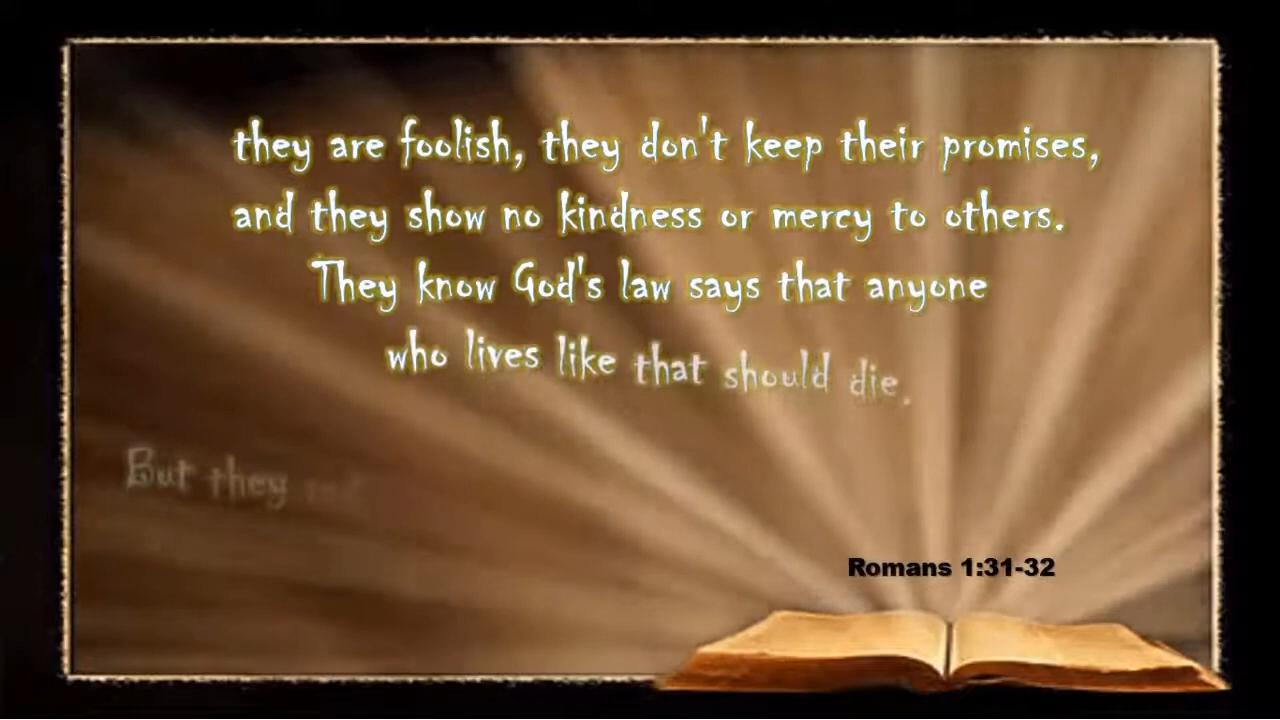 they are foolish, they don't keep their promises,
and they show no kindness or mercy to others.
They know God's law says that anyone
who lives like that should die.
But they
Romans 1:31-32